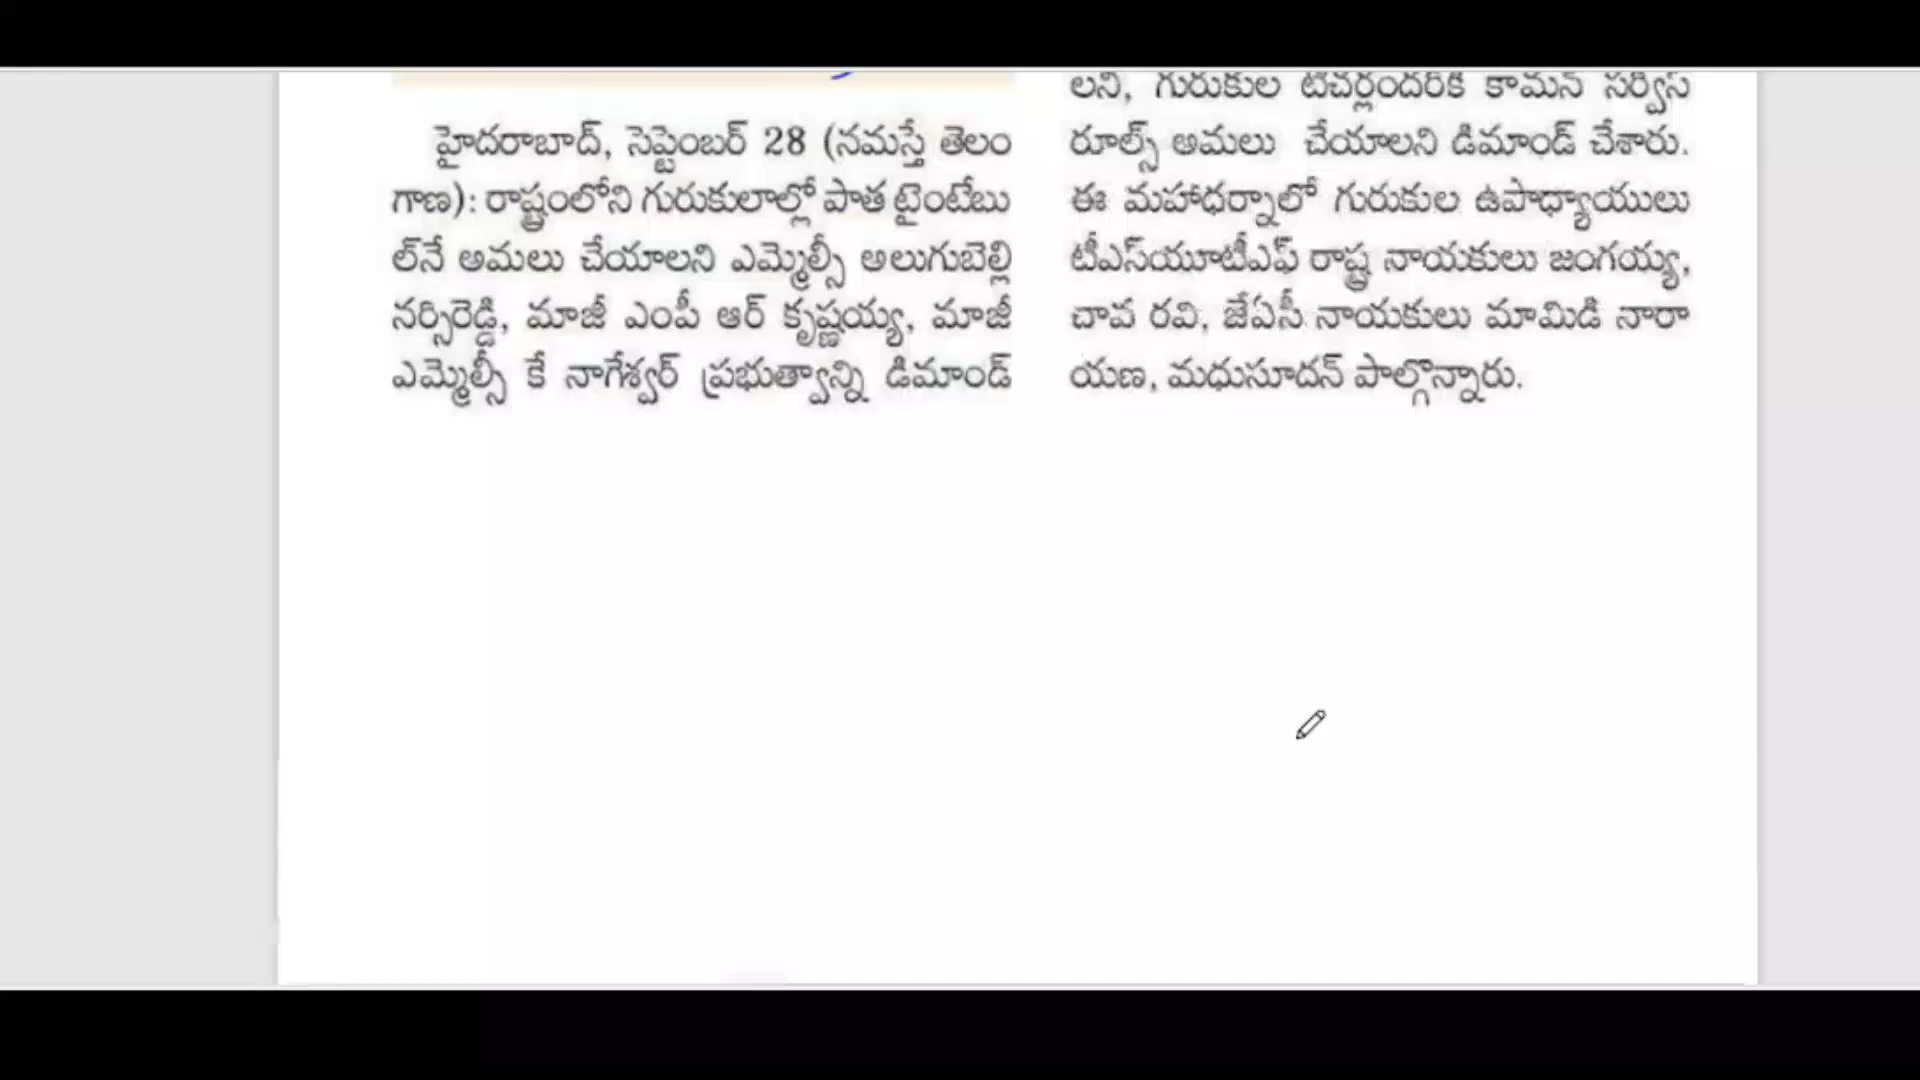 హైదరాబాద్, సెప్టెంబర్ 28 (నమస్తే తెలం
గాణ): రాష్ట్రంలోని గురుకులాల్లో పాత టైంటేబు
ల్‌నే అమలు చేయాలని ఎమ్మెల్సీ అలుగుబెల్లి
నర్సిరెడ్డి, మాజీ ఎంపీ ఆర్ కృష్ణయ్య, మాజీ
ఎమ్మెల్సీ కే నాగేశ్వర్ ప్రభుత్వాన్ని డిమాండ్
లని, గురుకుల టీచర్లందరికీ కామన్ సర్వీస్
రూల్స్ అమలు చేయాలని డిమాండ్ చేశారు.
ఈ మహాధర్నాలో గురుకుల ఉపాధ్యాయులు
టీఎస్‌యూటీఎఫ్ రాష్ట్ర నాయకులు జంగయ్య,
చావ రవి, జేఏసీ నాయకులు మామిడి నారా
యణ, మధుసూదన్ పాల్గొన్నారు.